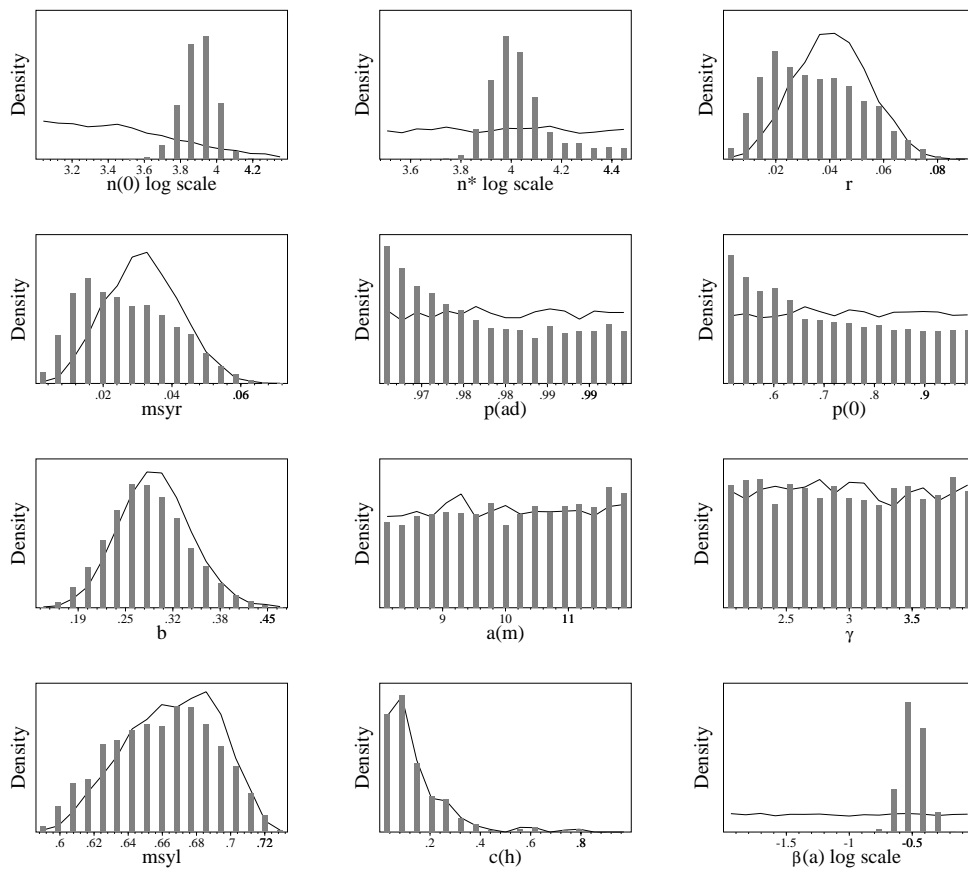 Density
3.2 3.4 3.6 3.8 4 4.2
n(0) log scale
Density
3.6 3.8 4 4.2 4.4
n* log scale
Density
.02 .04 .06 .08
r
Density
.02 .04 .06
msyr
Density
.97 .98 .98 .99 .99
p(ad)
Density
.6 .7 .8 .9
p(0)
Density
.19 .25 .32 .38 .45
b
Density
9 10 11
a(m)
Density
2.5 3 3.5
γ
Density
.6 .62 .64 .66 .68 .7 .72
msyl
Density
.2 .4 .6 .8
c(h)
Density
-1.5 -1 -0.5
β(a) log scale